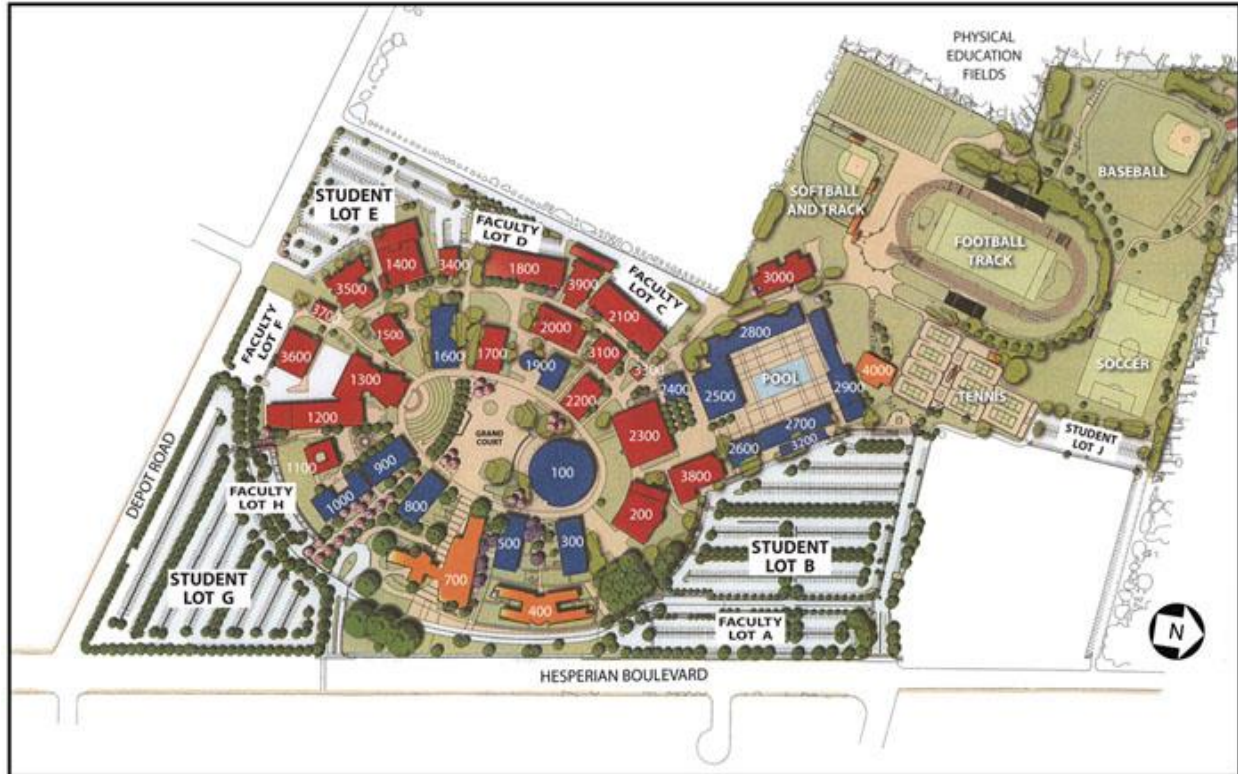 PHYSICAL
EDUCATION
FIELDS
BASEBALL
SOFTBALL
AND TRACK
FOOTBALL
TRACK
SOCCER
TENNIS
STUDENT
LOT J
STUDENT
LOT E
FACULTY
LOT D
FACULTY
LOT C
FACULTY
LOT F
1400
3400
1800
3900
2100
3000
3500
3700
1500
1600
1700
2000
1900
3100
3300
2200
2400
2800
2500
POOL
2900
4000
3600
1300
1200
GRAND
COURT
2300
2700
2600
3200
1100
900
1000
800
100
3800
200
500
300
700
400
DEPOT ROAD
FACULTY
LOT H
STUDENT
LOT G
STUDENT
LOT B
FACULTY
LOT A
N
HESPERIAN BOULEVARD